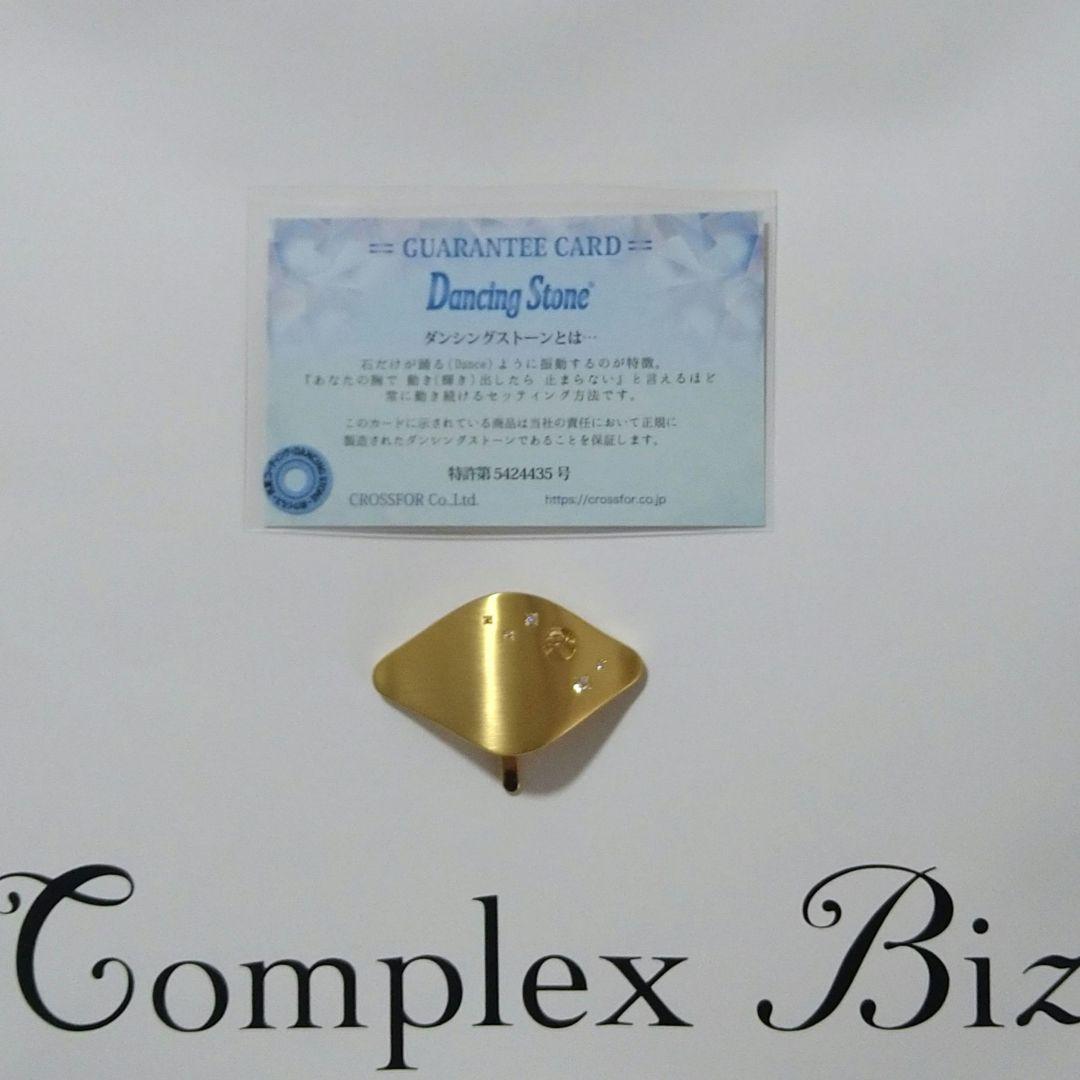 GUARANTEE CARD
Dancing Stone®
ダンシングストーンとは…
石だけが踊る(Dance)ように振動するのが特徴。
『あなたの胸で 動き(輝き)出したら 止まらない』と言えるほど
常に動き続けるセッティング方法です。
このカードに示されている商品は当社の責任において正規に
製造されたダンシングストーンであることを保証します。
特許第5424435号
CROSSFOR Co.,Ltd. https://crossfor.co.jp
DANCING STONE
Complex Biz